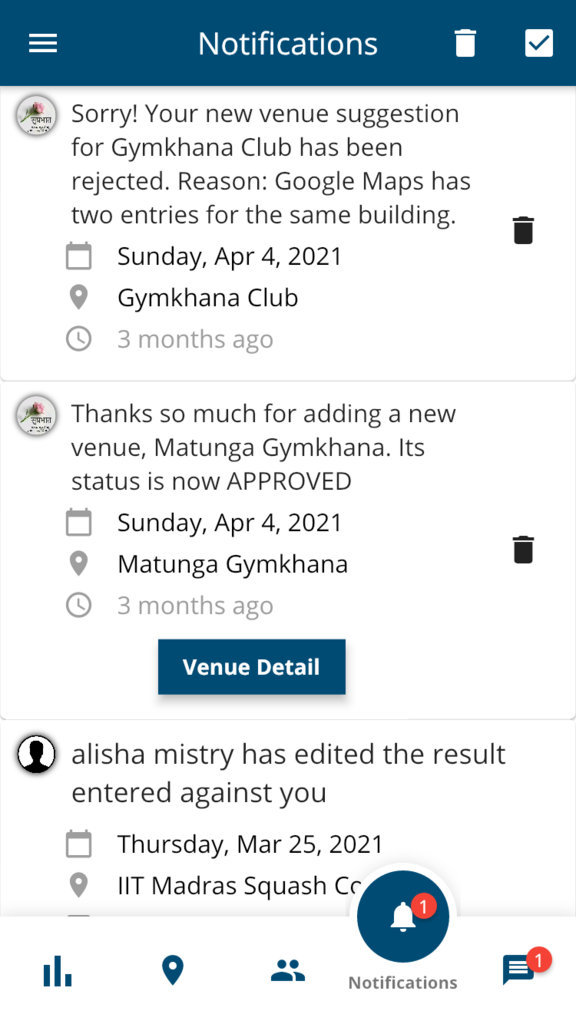 Notifications
सुप्रभात
Sorry! Your new venue suggestion
for Gymkhana Club has been
rejected. Reason: Google Maps has
two entries for the same building.
Sunday, Apr 4, 2021
Gymkhana Club
3 months ago
सुप्रभात
Thanks so much for adding a new
venue, Matunga Gymkhana. Its
status is now APPROVED
Sunday, Apr 4, 2021
Matunga Gymkhana
3 months ago
Venue Detail
alisha mistry has edited the result
entered against you
Thursday, Mar 25, 2021
IIT Madras Squash Co
1
Notifications
1